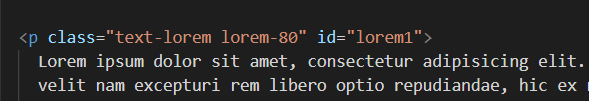 <p class="text-lorem lorem-80" id="lorem1">
Lorem ipsum dolor sit amet, consectetur adipisicing elit.
velit nam excepturi rem libero optio repudiandae, hic ex